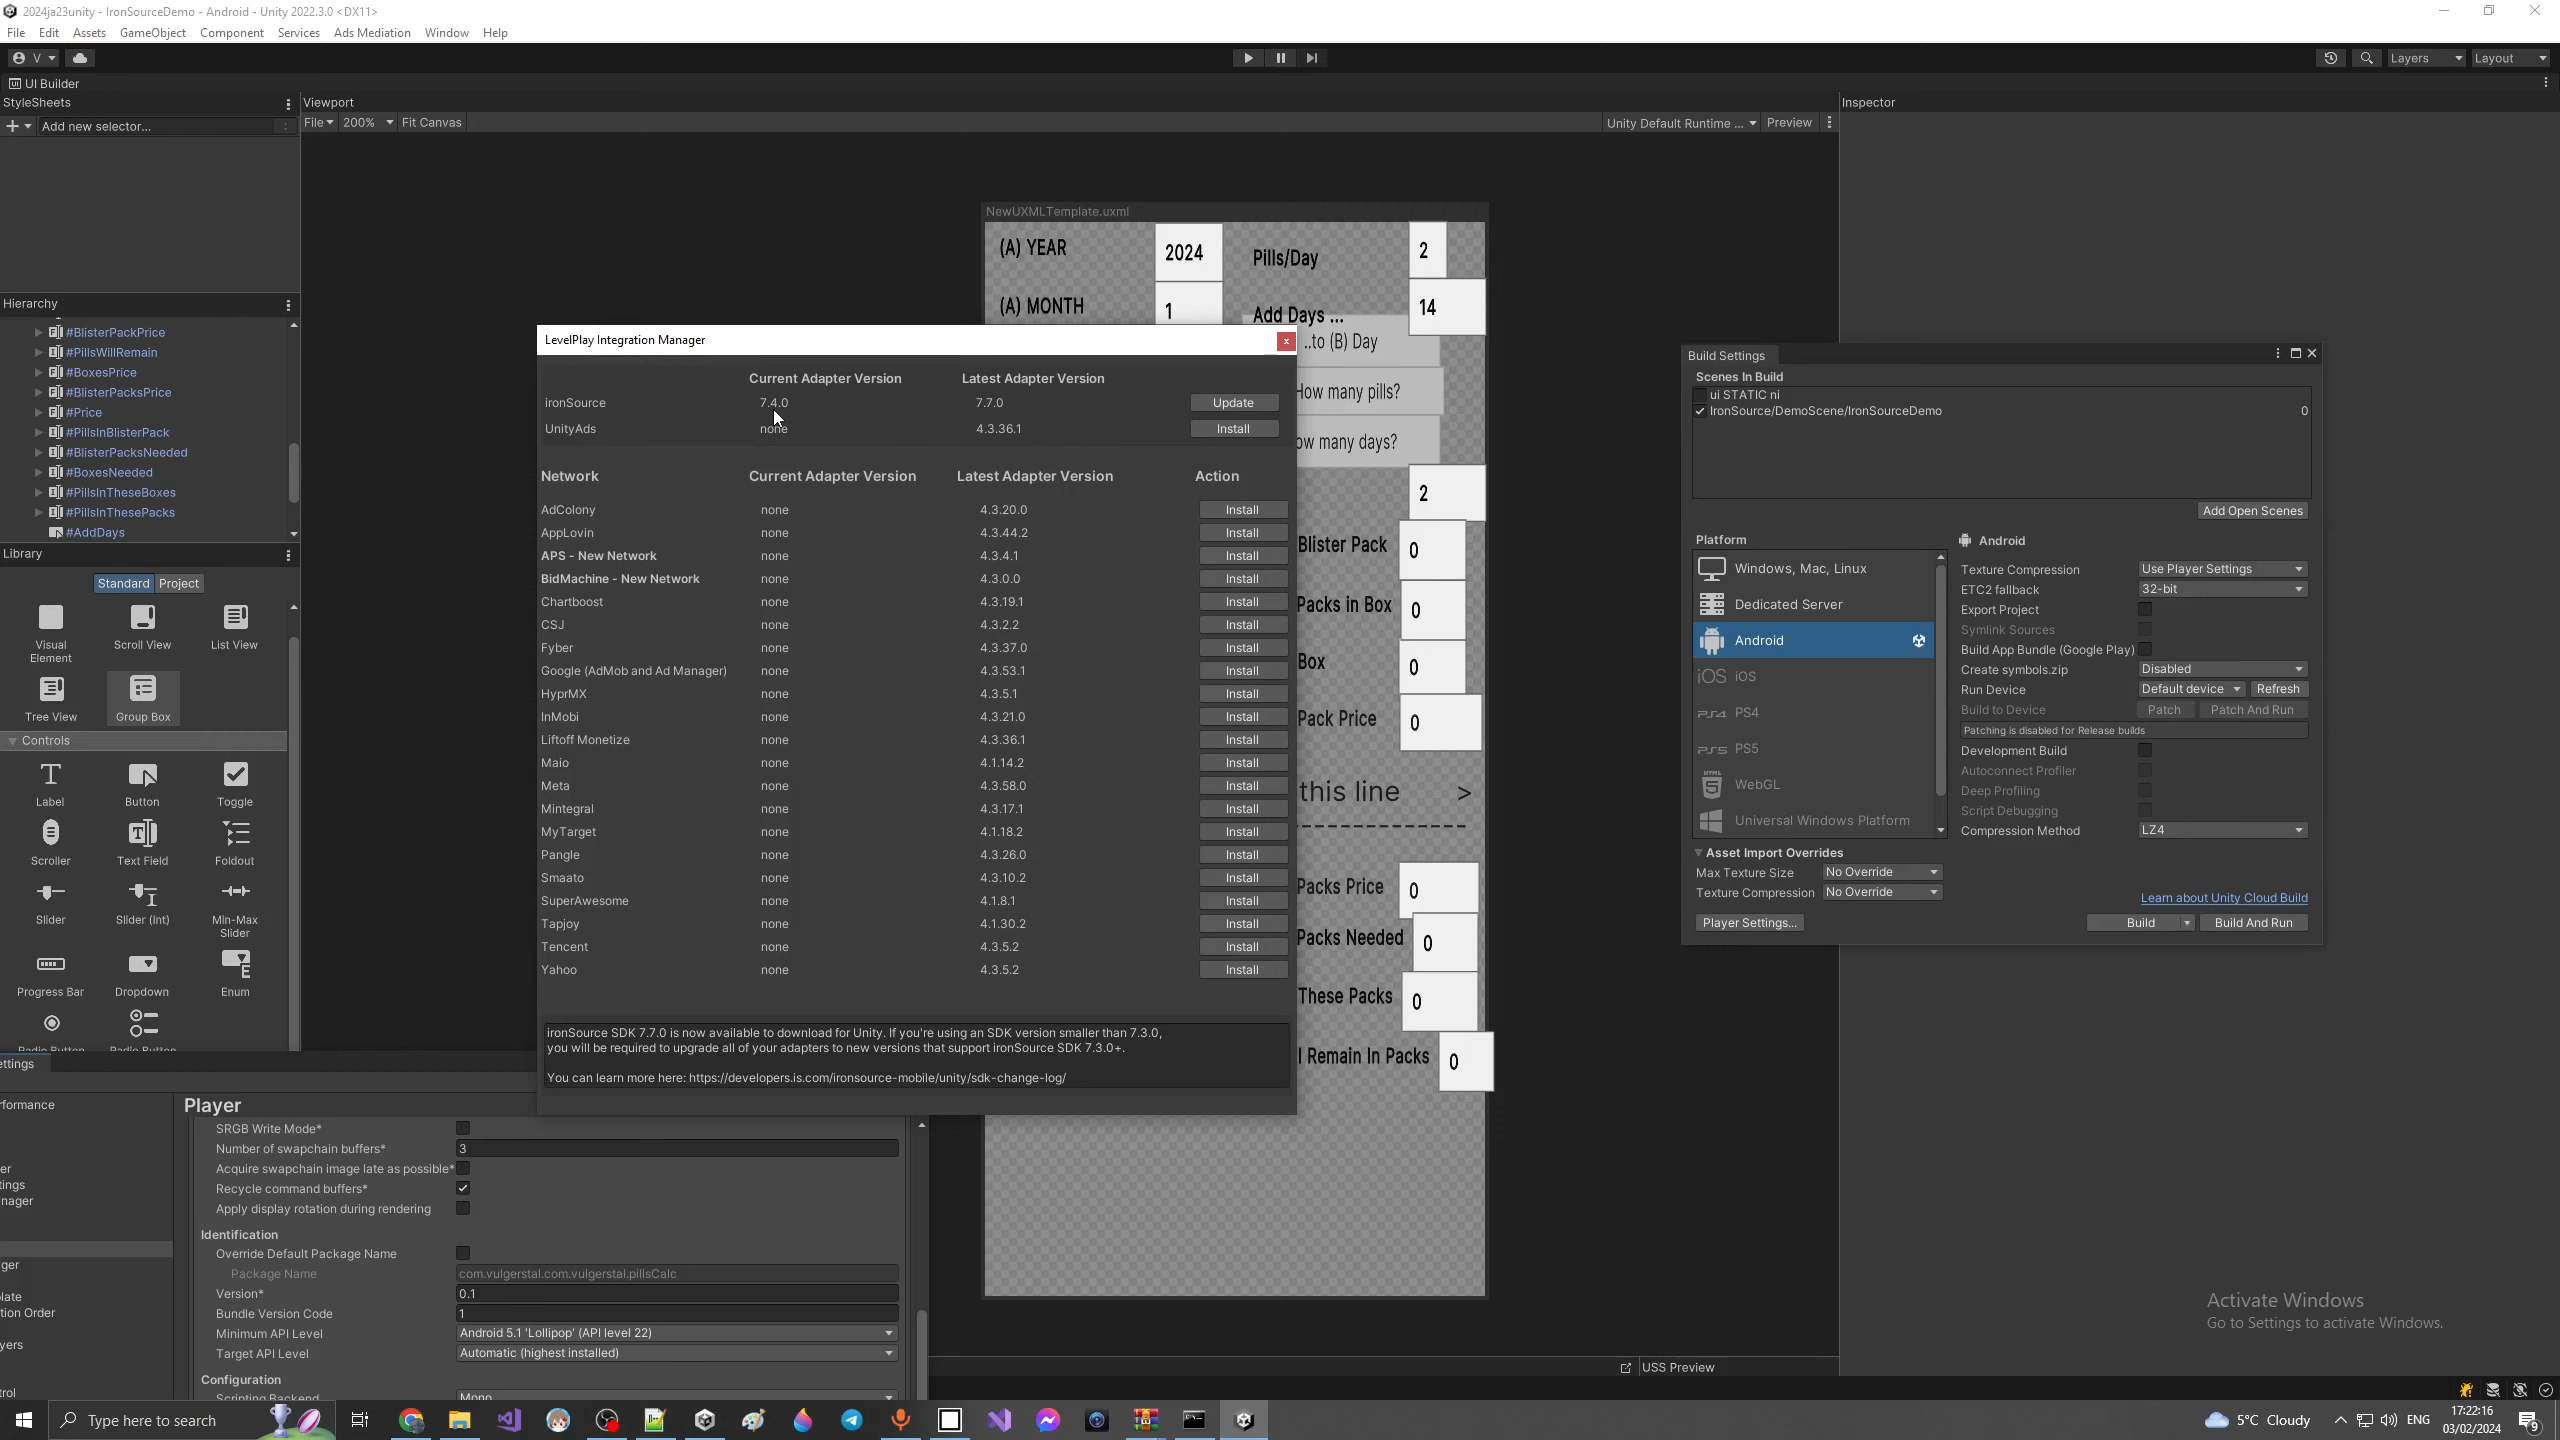 2024ja23unity - IronSourceDemo - Android - Unity 2022.3.0 <DX11>
File Edit Assets GameObject Component Services Ads Mediation Window Help
V Layers Layout
UI Builder
StyleSheets
Viewport
Inspector
Add new selector...
File 200% Fit Canvas
Unity Default Runtime ... Preview
NewUXMLTemplate.uxml
(A) YEAR 2024 Pills/Day 2
(A) MONTH 1 Add Days ... 14
..to (B) Day
How many pills?
ow many days?
2
Blister Pack 0
Packs in Box 0
Box 0
Pack Price 0
this line >
Packs Price 0
Packs Needed 0
These Packs 0
l Remain In Packs 0
Hierarchy
#BlisterPackPrice
#PillsWillRemain
#BoxesPrice
#BlisterPacksPrice
#Price
#PillsInBlisterPack
#BlisterPacksNeeded
#BoxesNeeded
#PillsInTheseBoxes
#PillsInThesePacks
#AddDays
Library
Standard Project
Visual Element
Scroll View
List View
Tree View
Group Box
Controls
Label
Button
Toggle
Scroller
Text Field
Foldout
Slider
Slider (Int)
Min-Max Slider
Progress Bar
Dropdown
Enum
Radio Button
Radio Button
LevelPlay Integration Manager
Current Adapter Version Latest Adapter Version
ironSource 7.4.0 7.7.0 Update
UnityAds none 4.3.36.1 Install
Network Current Adapter Version Latest Adapter Version Action
AdColony none 4.3.20.0 Install
AppLovin none 4.3.44.2 Install
APS - New Network none 4.3.4.1 Install
BidMachine - New Network none 4.3.0.0 Install
Chartboost none 4.3.19.1 Install
CSJ none 4.3.2.2 Install
Fyber none 4.3.37.0 Install
Google (AdMob and Ad Manager) none 4.3.53.1 Install
HyprMX none 4.3.5.1 Install
InMobi none 4.3.21.0 Install
Liftoff Monetize none 4.3.36.1 Install
Maio none 4.1.14.2 Install
Meta none 4.3.58.0 Install
Mintegral none 4.3.17.1 Install
MyTarget none 4.1.18.2 Install
Pangle none 4.3.26.0 Install
Smaato none 4.3.10.2 Install
SuperAwesome none 4.1.8.1 Install
Tapjoy none 4.1.30.2 Install
Tencent none 4.3.5.2 Install
Yahoo none 4.3.5.2 Install
ironSource SDK 7.7.0 is now available to download for Unity. If you're using an SDK version smaller than 7.3.0,
you will be required to upgrade all of your adapters to new versions that support ironSource SDK 7.3.0+.
You can learn more here: https://developers.is.com/ironsource-mobile/unity/sdk-change-log/
Build Settings
Scenes In Build
ui STATIC ni
IronSource/DemoScene/IronSourceDemo 0
Add Open Scenes
Platform
Windows, Mac, Linux
Dedicated Server
Android
iOS iOS
PS4
PS5
WebGL
Universal Windows Platform
Android
Texture Compression Use Player Settings
ETC2 fallback 32-bit
Export Project
Symlink Sources
Build App Bundle (Google Play)
Create symbols.zip Disabled
Run Device Default device Refresh
Build to Device Patch Patch And Run
Patching is disabled for Release builds
Development Build
Autoconnect Profiler
Deep Profiling
Script Debugging
Compression Method LZ4
Asset Import Overrides
Max Texture Size No Override
Texture Compression No Override
Learn about Unity Cloud Build
Player Settings... Build Build And Run
ettings
formance
er
tings
nager
ger
late
tion Order
yers
trol
Player
SRGB Write Mode*
Number of swapchain buffers* 3
Acquire swapchain image late as possible*
Recycle command buffers*
Apply display rotation during rendering
Identification
Override Default Package Name
Package Name com.vulgerstal.com.vulgerstal.pillsCalc
Version* 0.1
Bundle Version Code 1
Minimum API Level Android 5.1 'Lollipop' (API level 22)
Target API Level Automatic (highest installed)
Configuration
Scripting Backend Mono
USS Preview
Activate Windows
Go to Settings to activate Windows.
Type here to search
5°C Cloudy
ENG
17:22:16
03/02/2024
9